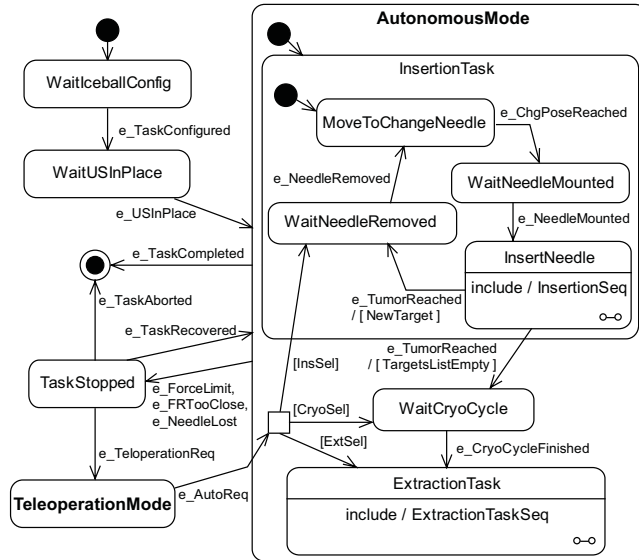 AutonomousMode
WaitIceballConfig
e_TaskConfigured
WaitUSInPlace
e_USInPlace
e_TaskCompleted
e_TaskAborted
e_TaskRecovered
TaskStopped
e_ForceLimit,
e_FRTooClose,
e_NeedleLost
e_TeloperationReq
TeleoperationMode
e_AutoReq
InsertionTask
MoveToChangeNeedle
e_ChgPoseReached
e_NeedleRemoved
WaitNeedleMounted
WaitNeedleRemoved
e_NeedleMounted
InsertNeedle
include / InsertionSeq
e_TumorReached
/ [ NewTarget ]
e_TumorReached
/ [ TargetsListEmpty ]
[InsSel]
[CryoSel]
WaitCryoCycle
[ExtSel]
e_CryoCycleFinished
ExtractionTask
include / ExtractionTaskSeq